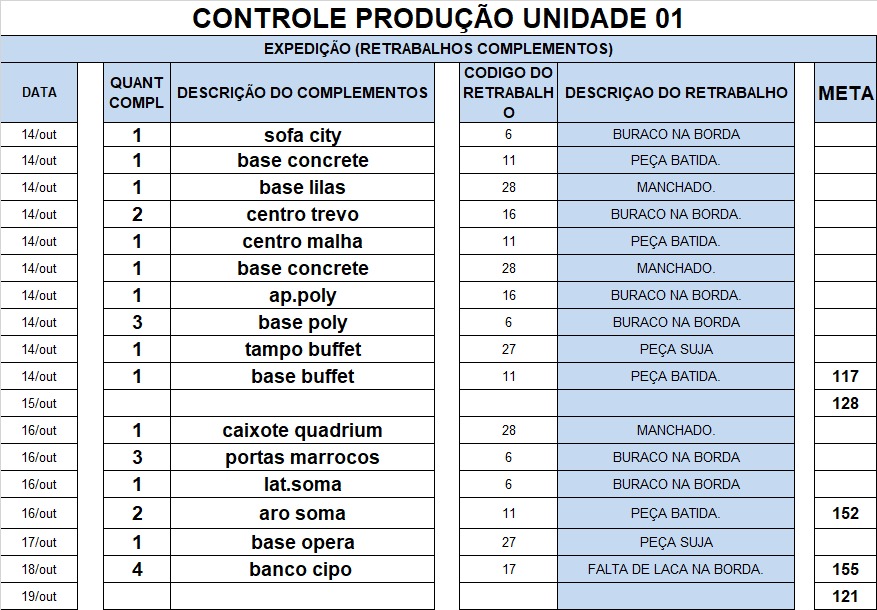 CONTROLE PRODUÇÃO UNIDADE 01
EXPEDIÇÃO (RETRABALHOS COMPLEMENTOS)
DATA QUANT COMPL DESCRIÇÃO DO COMPLEMENTOS CODIGO DO RETRABALHO DESCRIÇAO DO RETRABALHO META
14/out 1 sofa city 6 BURACO NA BORDA
14/out 1 base concrete 11 PEÇA BATIDA.
14/out 1 base lilas 28 MANCHADO.
14/out 2 centro trevo 16 BURACO NA BORDA.
14/out 1 centro malha 11 PEÇA BATIDA.
14/out 1 base concrete 28 MANCHADO.
14/out 1 ap.poly 16 BURACO NA BORDA.
14/out 3 base poly 6 BURACO NA BORDA
14/out 1 tampo buffet 27 PEÇA SUJA
14/out 1 base buffet 11 PEÇA BATIDA. 117
15/out 128
16/out 1 caixote quadrium 28 MANCHADO.
16/out 3 portas marrocos 6 BURACO NA BORDA
16/out 1 lat.soma 6 BURACO NA BORDA
16/out 2 aro soma 11 PEÇA BATIDA. 152
17/out 1 base opera 27 PEÇA SUJA
18/out 4 banco cipo 17 FALTA DE LACA NA BORDA. 155
19/out 121